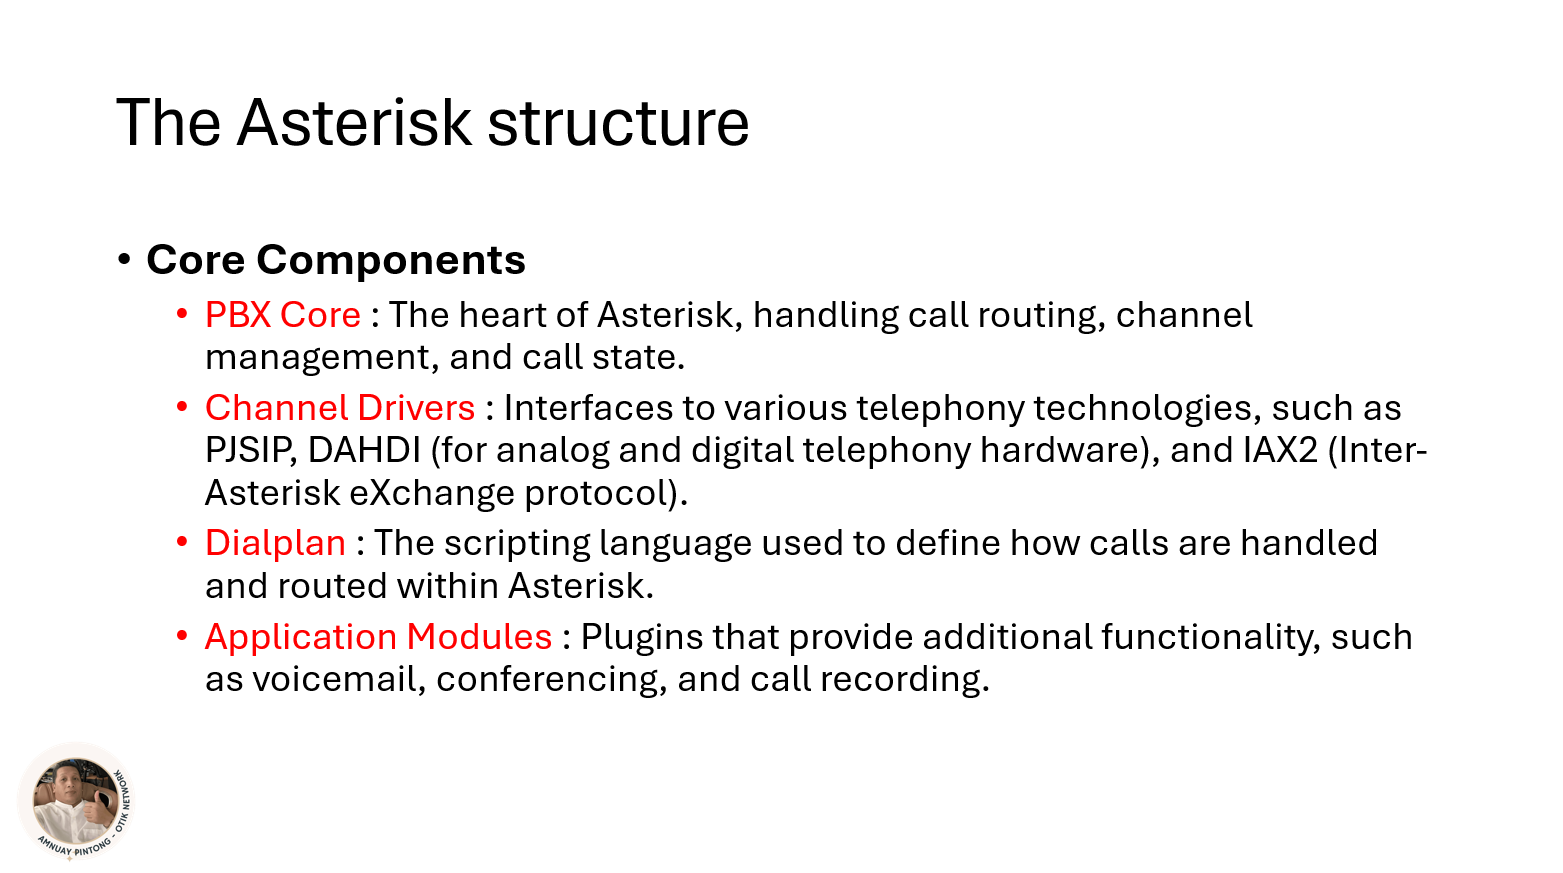 The Asterisk structure
• Core Components
• PBX Core : The heart of Asterisk, handling call routing, channel
management, and call state.
• Channel Drivers : Interfaces to various telephony technologies, such as
PJSIP, DAHDI (for analog and digital telephony hardware), and IAX2 (Inter-
Asterisk eXchange protocol).
• Dialplan : The scripting language used to define how calls are handled
and routed within Asterisk.
• Application Modules : Plugins that provide additional functionality, such
as voicemail, conferencing, and call recording.
AMNUAY PINTONG - OTIK NETWORK